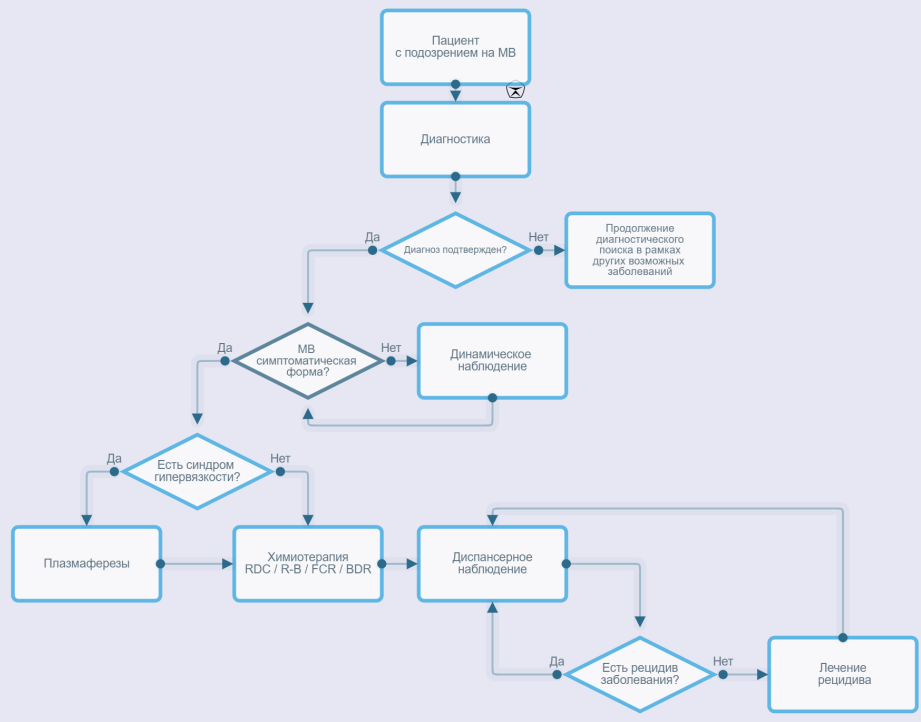 Пациент
с подозрением на МВ
Диагностика
Да
Диагноз подтвержден?
Нет
Продолжение
диагностического
поиска в рамках
других возможных
заболеваний
Да
МВ
симптоматическая
форма?
Нет
Динамическое
наблюдение
Да
Есть синдром
гипервязкости?
Нет
Плазмаферезы
Химиотерапия
RDC / R-B / FCR / BDR
Диспансерное
наблюдение
Да
Есть рецидив
заболевания?
Нет
Лечение
рецидива